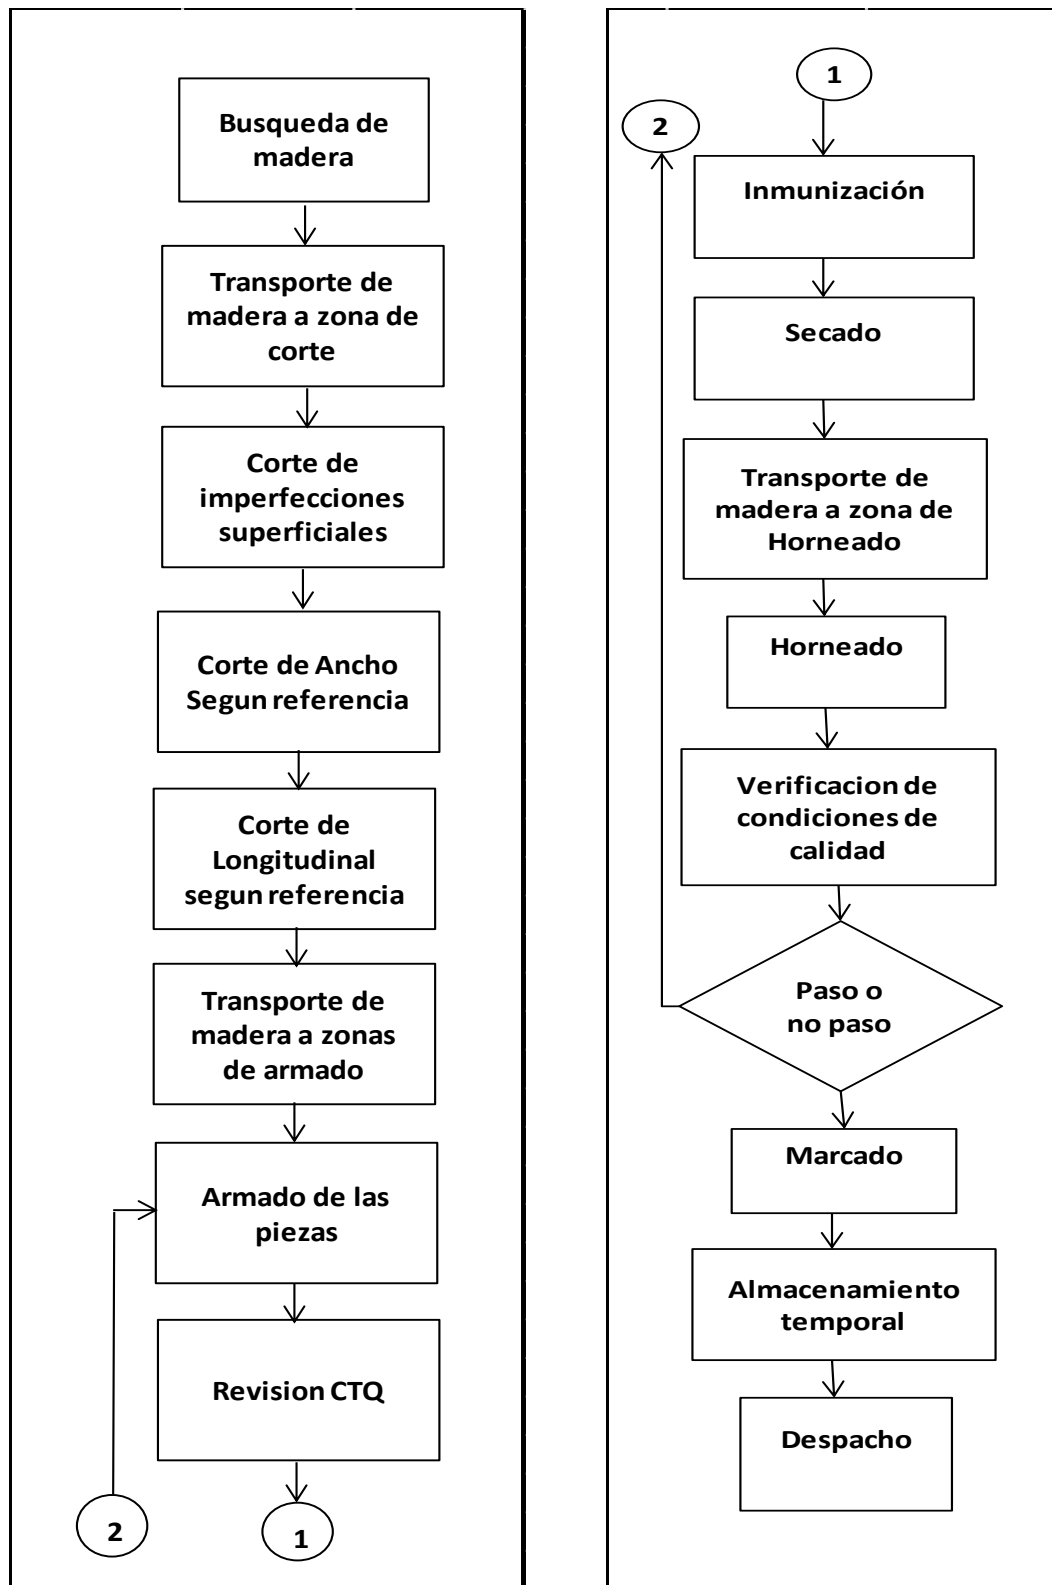 Busqueda de
madera
Transporte de
madera a zona de
corte
Corte de
imperfecciones
superficiales
Corte de Ancho
Segun referencia
Corte de
Longitudinal
segun referencia
Transporte de
madera a zonas
de armado
Armado de las
piezas
Revision CTQ
2
1
1
2
Inmunización
Secado
Transporte de
madera a zona de
Horneado
Horneado
Verificacion de
condiciones de
calidad
Paso o
no paso
Marcado
Almacenamiento
temporal
Despacho